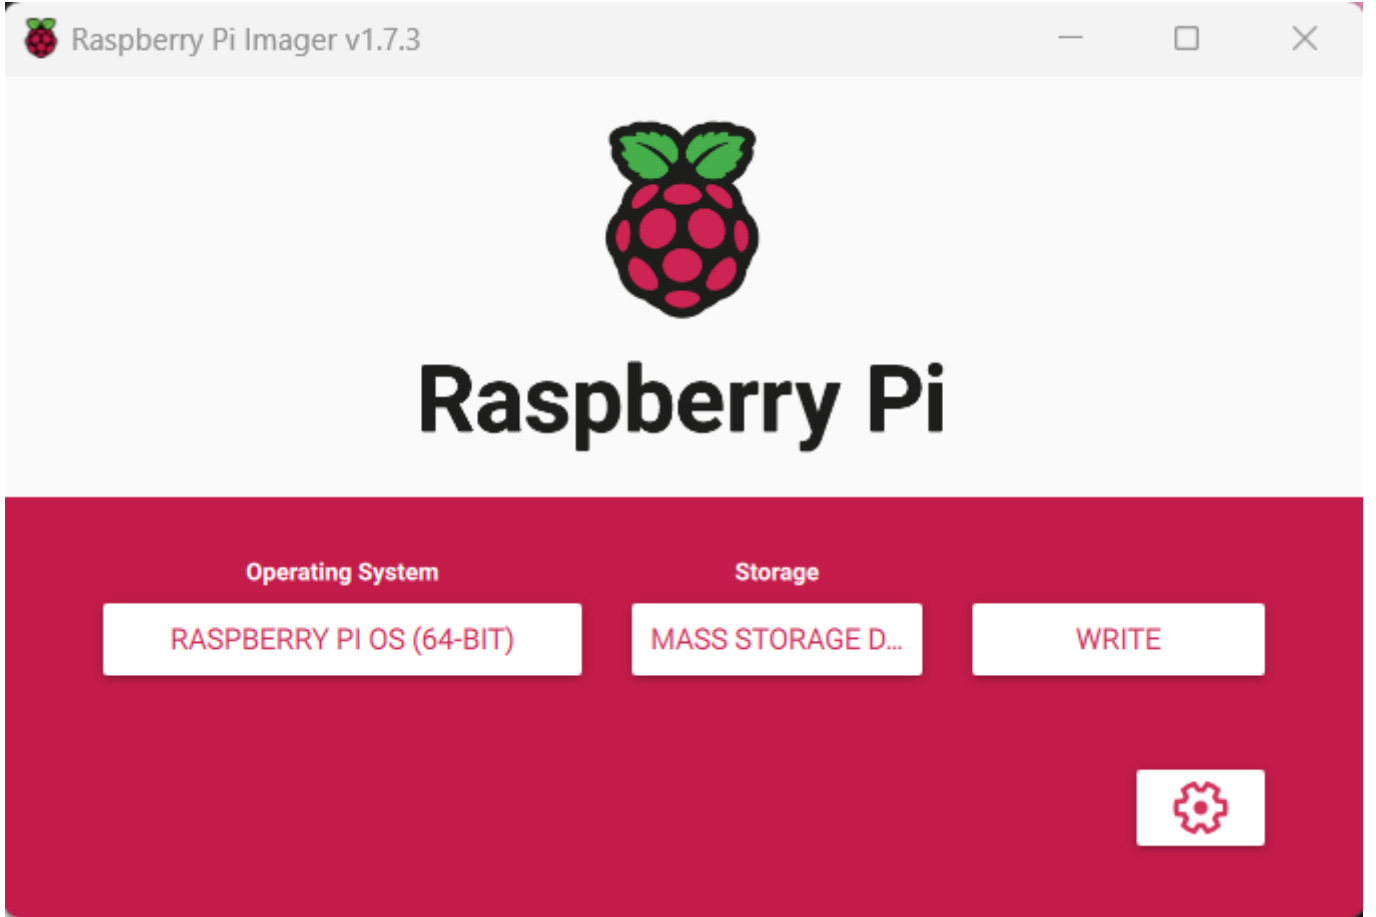 Raspberry Pi Imager v1.7.3
Raspberry Pi
Operating System
Storage
RASPBERRY PI OS (64-BIT)
MASS STORAGE D...
WRITE